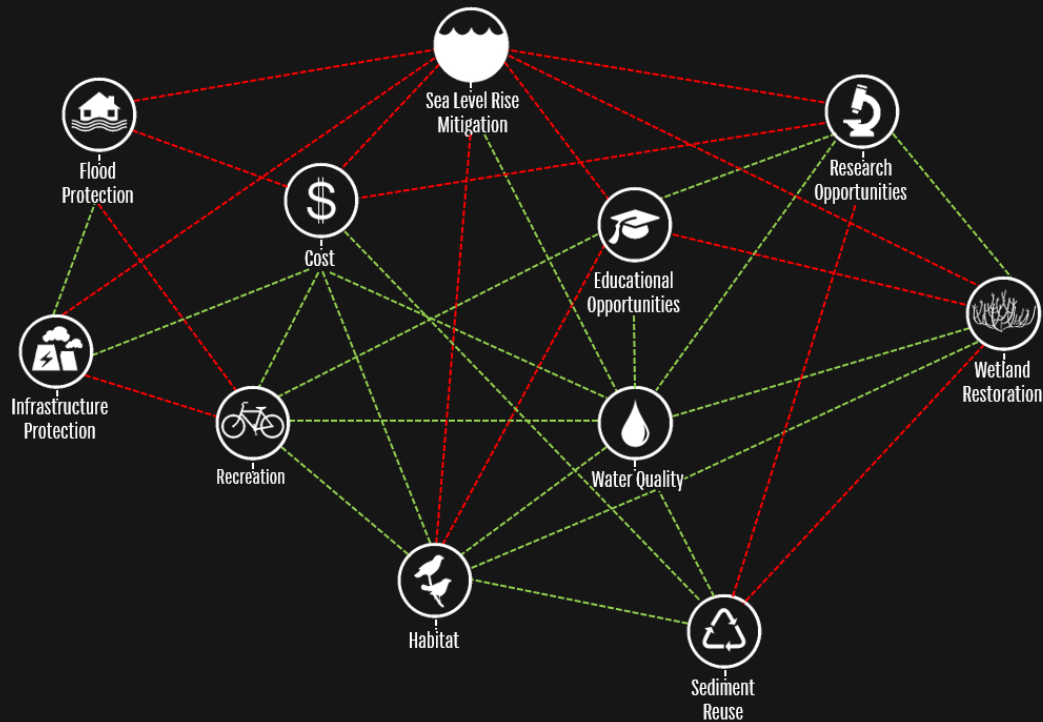 Sea Level Rise
Mitigation
Flood
Protection
Research
Opportunities
$
Cost
Educational
Opportunities
Wetland
Restoration
Infrastructure
Protection
Recreation
Water Quality
Habitat
Sediment
Reuse